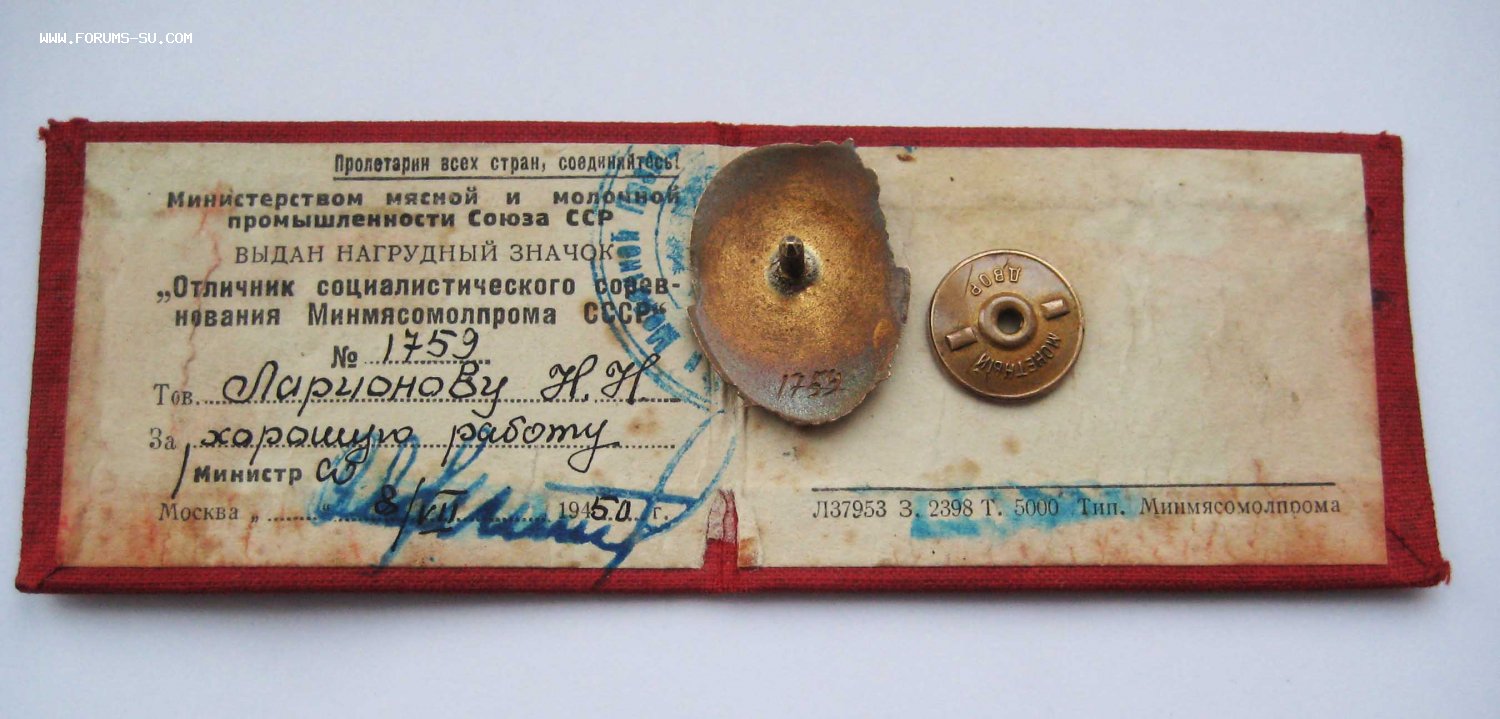 WWW.FORUMS-SU.COM
Пролетарии всех стран, соединяйтесь!
Министерством мясной и молочной
промышленности Союза ССР
ВЫДАН НАГРУДНЫЙ ЗНАЧОК
„Отличник социалистического сорев-
нования Минмясомолпрома СССР“
№ 1759
Тов. Ларионову Н. Н.
За хорошую работу
Министр
Москва „ “ 8/VII 1950 г.
1759
МОНЕТНЫЙ
ДВОР
Л37953 З. 2398 Т. 5000 Тип. Минмясомолпрома